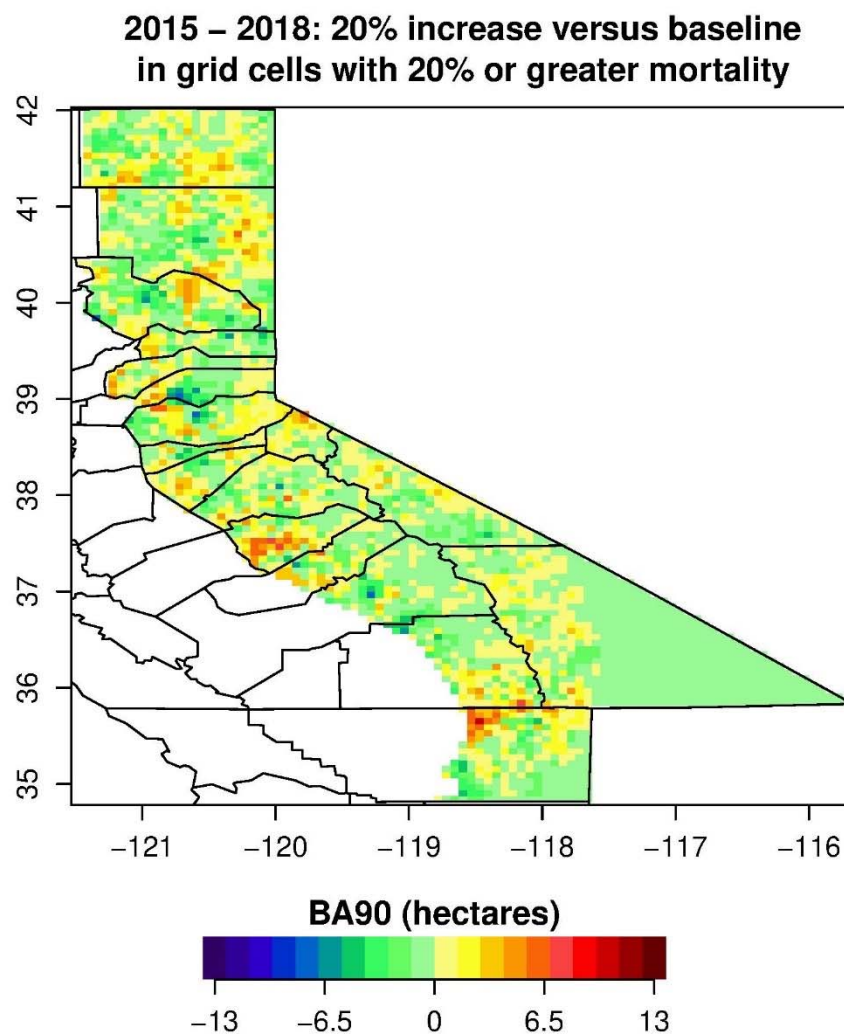 2015 – 2018: 20% increase versus baseline
in grid cells with 20% or greater mortality
42
41
40
39
38
37
36
35
−121 −120 −119 −118 −117 −116
BA90 (hectares)
−13 −6.5 0 6.5 13